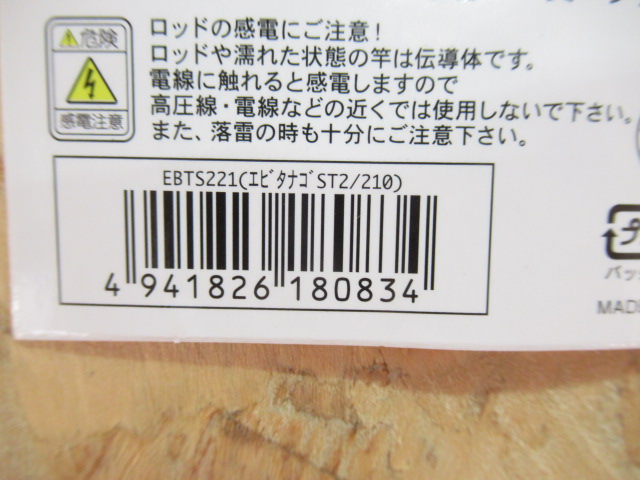 危険
感電注意
ロッドの感電にご注意！
ロッドや濡れた状態の竿は伝導体です。
電線に触れると感電しますので
高圧線・電線などの近くでは使用しないで下さい。
また、落雷の時も十分にご注意下さい。
EBTS221(ｴﾋﾞﾀﾅｺﾞST2/210)
4 941826 180834
プ
パッ
MAD